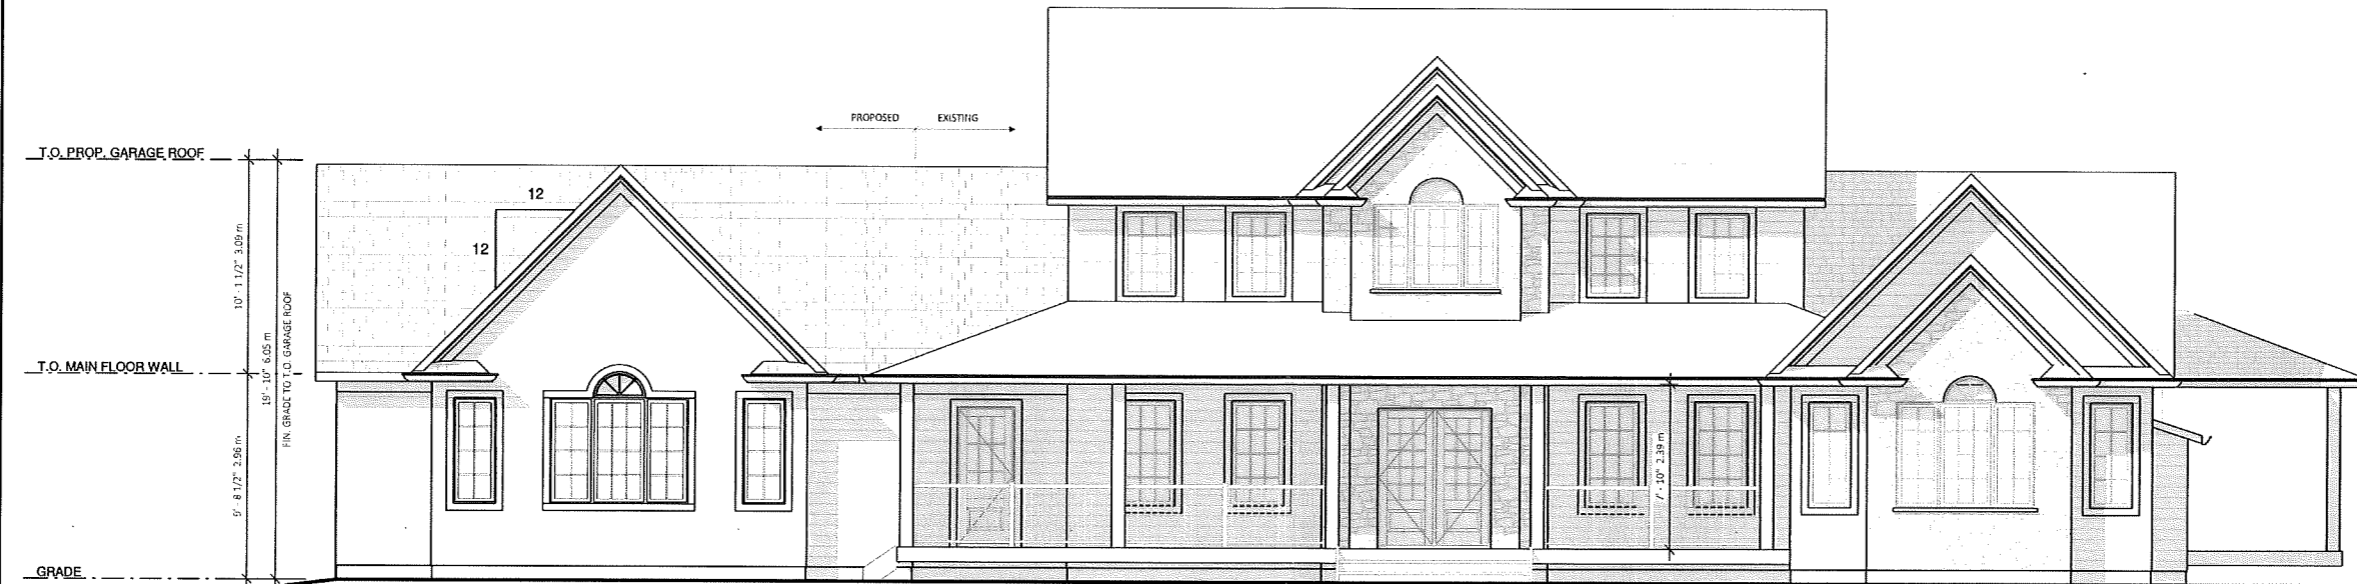 PROPOSED EXISTING
T.O. PROP. GARAGE ROOF
12
12
10' - 1 1/2" 3.09 m
19' - 10" 6.05 m
FIN. GRADE TO T.O. GARAGE ROOF
T.O. MAIN FLOOR WALL
9' - 8 1/2" 2.96 m
7' - 10" 2.39 m
GRADE